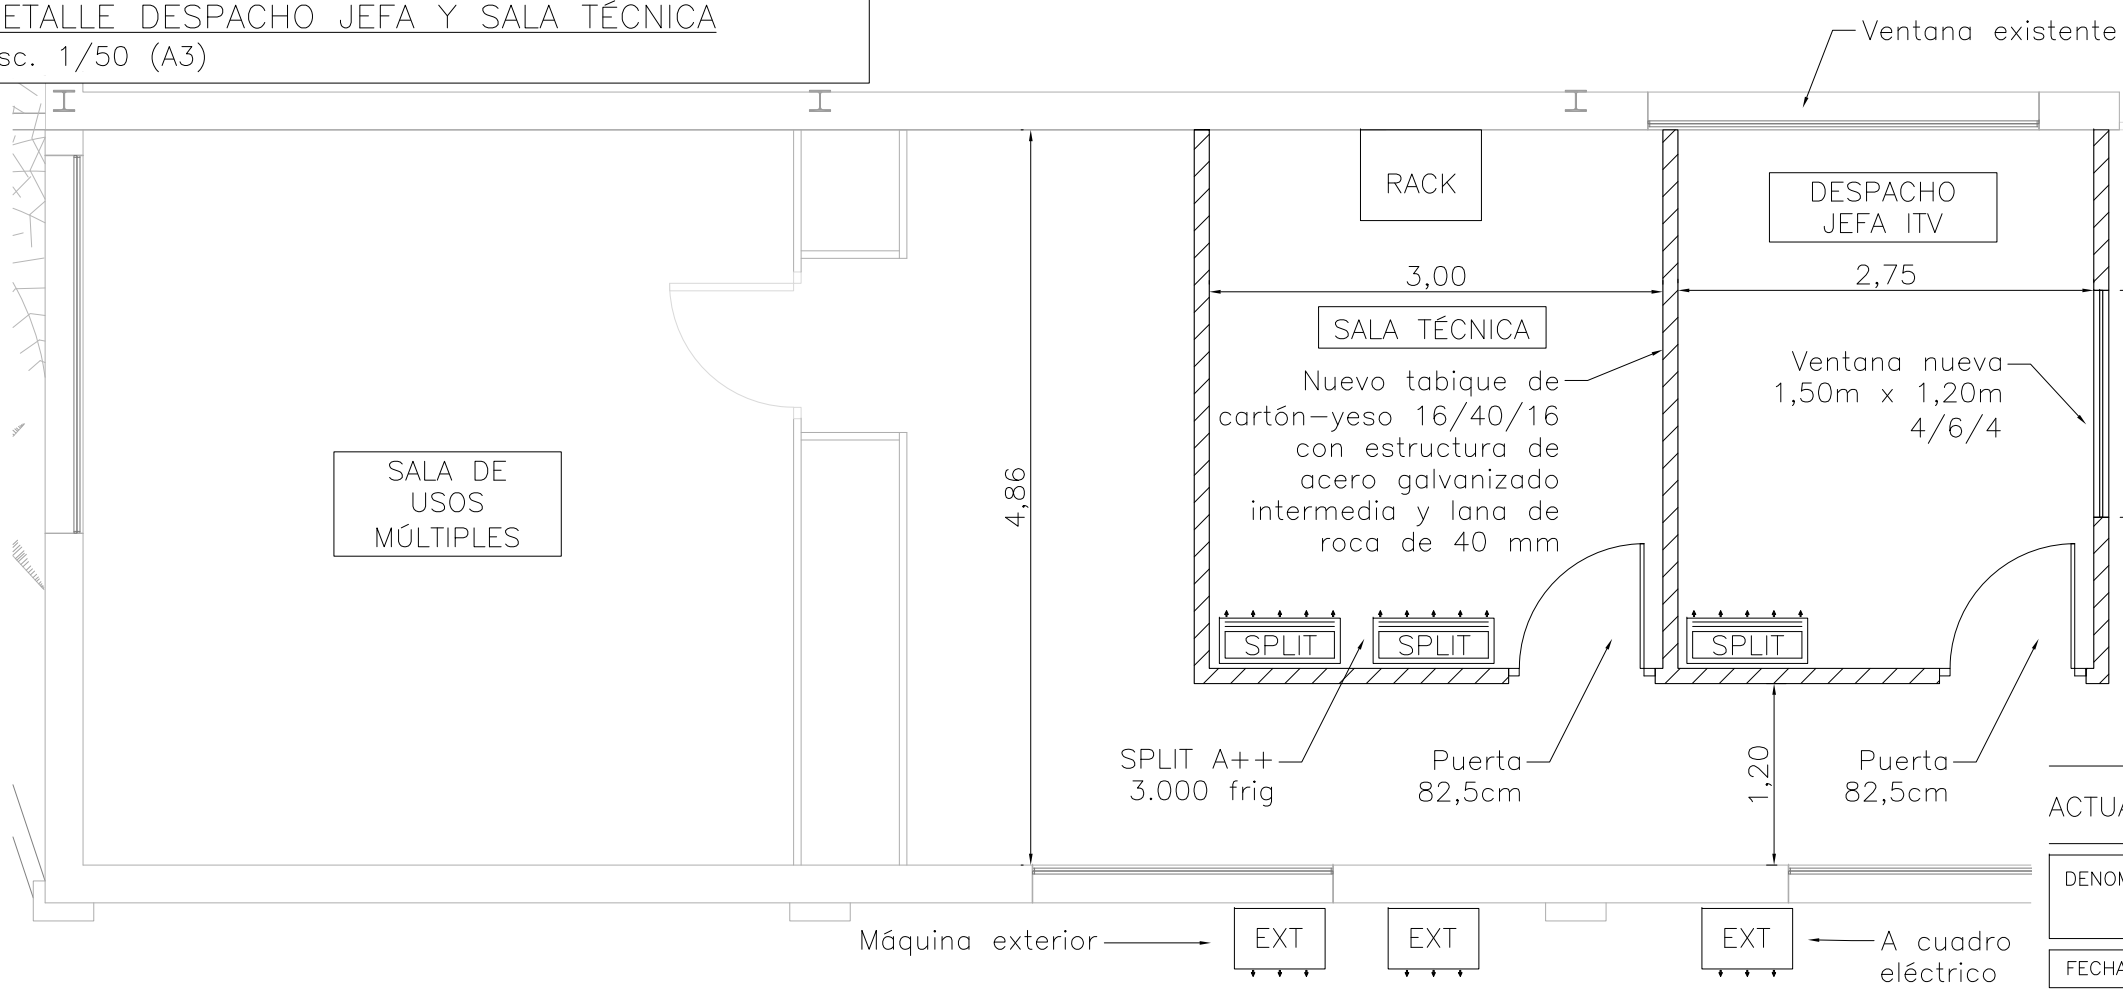 ETALLE DESPACHO JEFA Y SALA TÉCNICA
sc. 1/50 (A3)
Ventana existente
RACK
DESPACHO
JEFA ITV
3,00
2,75
SALA TÉCNICA
Nuevo tabique de
cartón-yeso 16/40/16
con estructura de
acero galvanizado
intermedia y lana de
roca de 40 mm
Ventana nueva
1,50m x 1,20m
4/6/4
SALA DE
USOS
MÚLTIPLES
4,86
SPLIT
SPLIT
SPLIT
SPLIT A++
3.000 frig
Puerta
82,5cm
1,20
Puerta
82,5cm
ACTUA
DENOM
FECHA
Máquina exterior
EXT
EXT
EXT
A cuadro
eléctrico